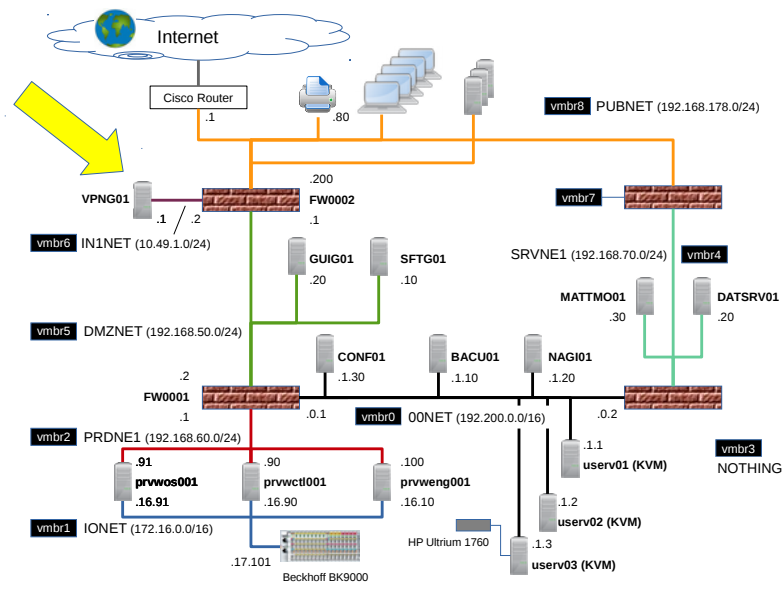 Internet
Cisco Router
.1
.80
vmbr8 PUBNET (192.168.178.0/24)
.200
VPNG01
FW0002
.1 .2
.1
vmbr7
vmbr6 IN1NET (10.49.1.0/24)
SRVNE1 (192.168.70.0/24) vmbr4
GUIG01
SFTG01
.20
.10
MATTMO01
DATSRV01
.30
.20
vmbr5 DMZNET (192.168.50.0/24)
CONF01
BACU01
NAGI01
.1.30
.1.10
.1.20
.2
FW0001
.1
.0.1
vmbr0 00NET (192.200.0.0/16)
.0.2
vmbr2 PRDNE1 (192.168.60.0/24)
vmbr3
NOTHING
.91
.90
.100
prvwos001
prvwctl001
prvweng001
.16.91
.16.90
.16.10
.1.1
userv01 (KVM)
.1.2
userv02 (KVM)
vmbr1 IONET (172.16.0.0/16)
HP Ultrium 1760
.1.3
userv03 (KVM)
.17.101
Beckhoff BK9000